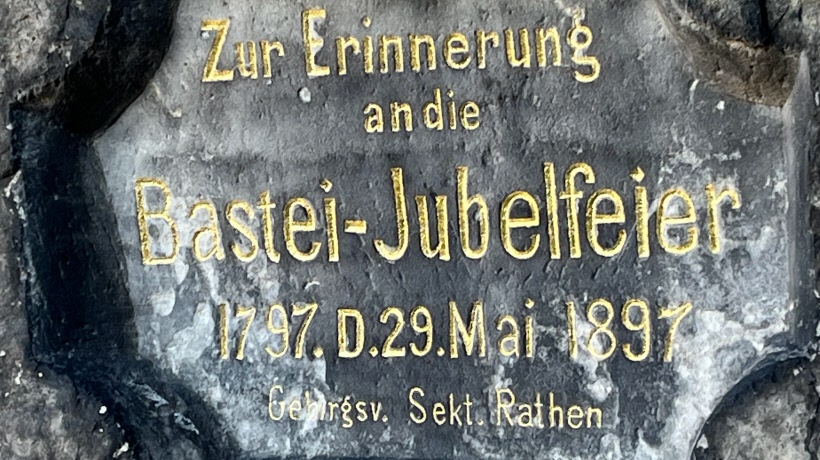 Zur Erinnerung
an die
Bastei-Jubelfeier
1797. D.29.Mai 1897
Gebirgsv. Sekt. Rathen